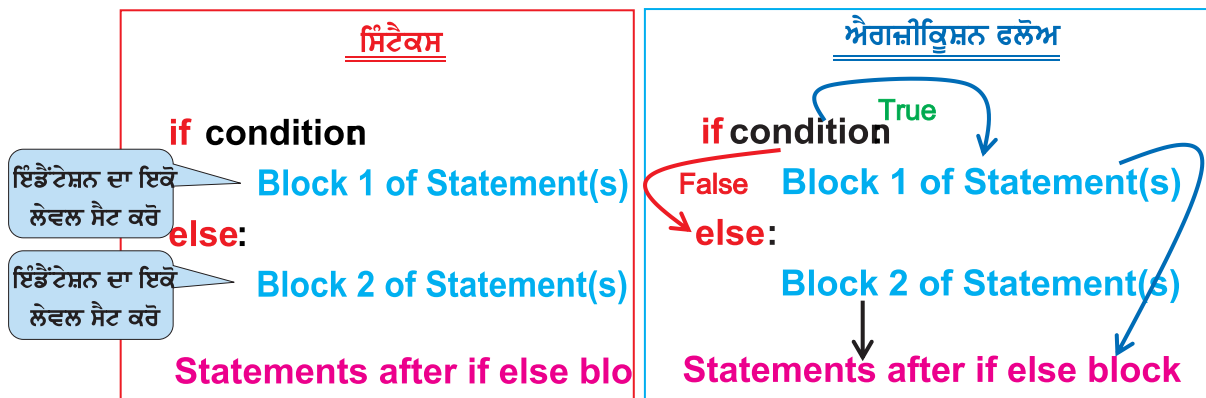 ਸਿੰਟੈਕਸ
if condition:
ਇੰਡੈਂਟੇਸ਼ਨ ਦਾ ਇਕੋ
ਲੇਵਲ ਸੈਟ ਕਰੋ
Block 1 of Statement(s)
else:
ਇੰਡੈਂਟੇਸ਼ਨ ਦਾ ਇਕੋ
ਲੇਵਲ ਸੈਟ ਕਰੋ
Block 2 of Statement(s)
Statements after if else blo
ਐਗਜ਼ੀਕਿਊਸ਼ਨ ਫਲੋਅ
True
if condition:
False
Block 1 of Statement(s)
else:
Block 2 of Statement(s)
Statements after if else block